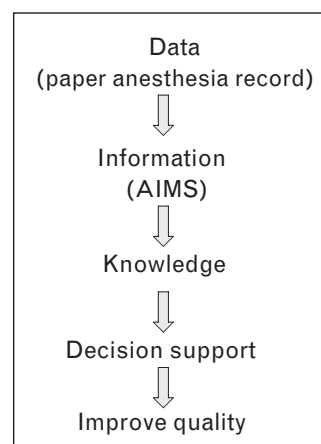 Data
(paper anesthesia record)
Information
(AIMS)
Knowledge
Decision support
Improve quality